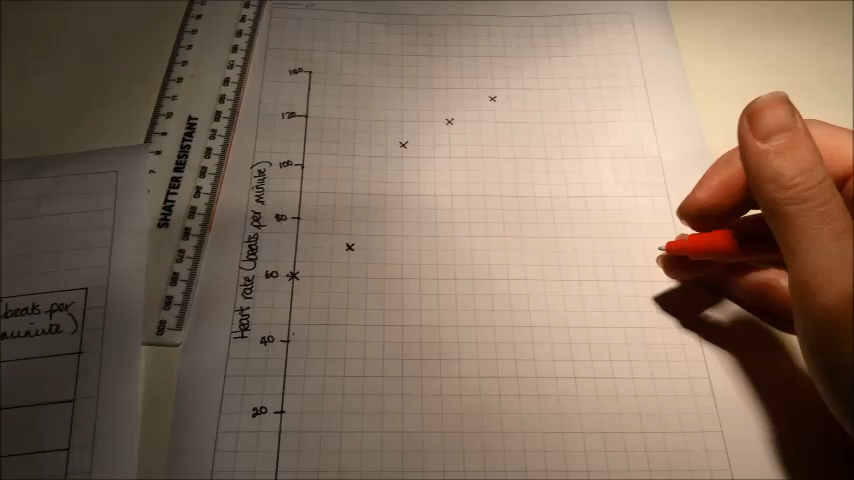 140
120
100
80
60
40
20
Heart rate (beats per minute)
SHATTER RESISTANT
beats per
minute)